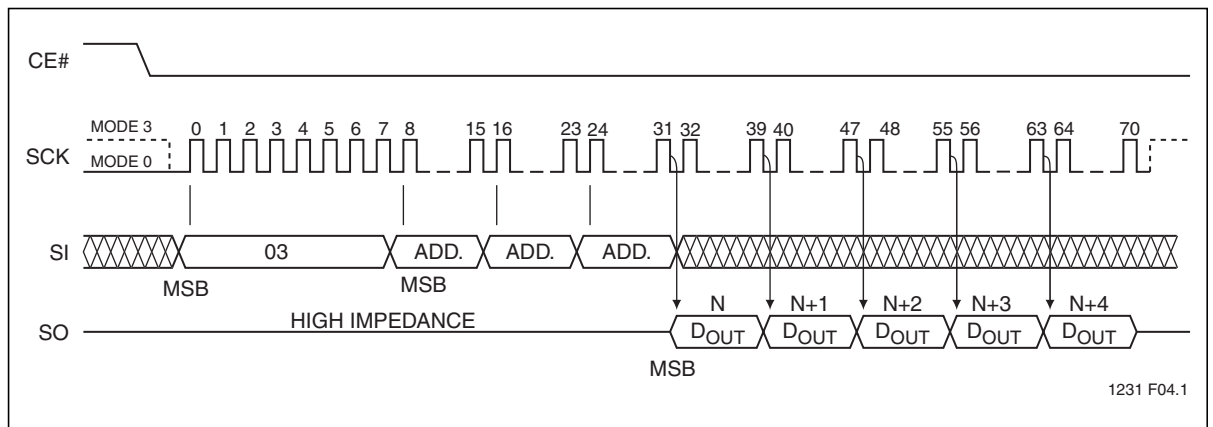 CE#
MODE 3
0 1 2 3 4 5 6 7 8 15 16 23 24 31 32 39 40 47 48 55 56 63 64 70
SCK
MODE 0
SI
03 ADD. ADD. ADD.
MSB MSB
N N+1 N+2 N+3 N+4
HIGH IMPEDANCE
SO
DOUT DOUT DOUT DOUT DOUT
MSB
1231 F04.1